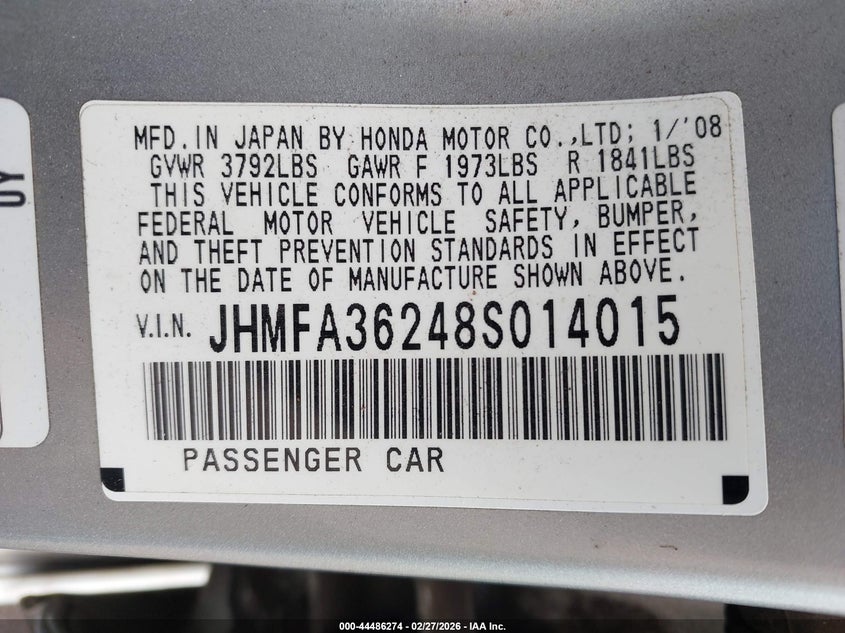 MFD. IN JAPAN BY HONDA MOTOR CO.,LTD; 1/'08
GVWR 3792LBS GAWR F 1973LBS R 1841LBS
THIS VEHICLE CONFORMS TO ALL APPLICABLE
FEDERAL MOTOR VEHICLE SAFETY, BUMPER,
AND THEFT PREVENTION STANDARDS IN EFFECT
ON THE DATE OF MANUFACTURE SHOWN ABOVE.
V.I.N. JHMFA36248S014015
PASSENGER CAR
OY
000-44486274 | 02/27/2026 - IAA Inc.